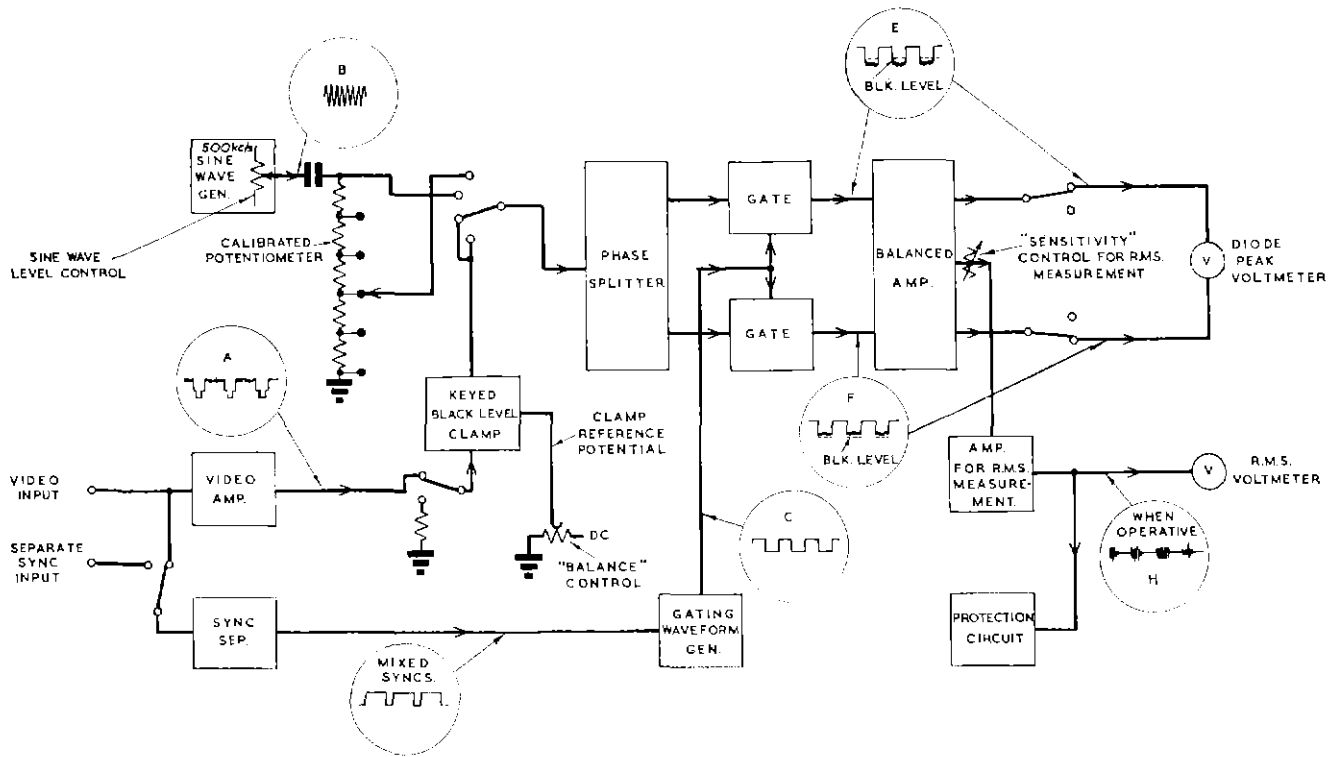 B
500kc/s
SINE
WAVE
GEN.
SINE WAVE
LEVEL CONTROL
CALIBRATED
POTENTIOMETER
A
VIDEO
INPUT
VIDEO
AMP.
SEPARATE
SYNC
INPUT
SYNC
SEP.
MIXED
SYNCS.
KEYED
BLACK LEVEL
CLAMP
CLAMP
REFERENCE
POTENTIAL
DC
"BALANCE"
CONTROL
GATING
WAVEFORM
GEN.
C
PHASE
SPLITTER
GATE
GATE
E
BLK. LEVEL
F
BLK. LEVEL
BALANCED
AMP.
"SENSITIVITY"
CONTROL FOR R.M.S.
MEASUREMENT
V
DIODE
PEAK
VOLTMETER
AMP.
FOR R.M.S.
MEASURE-
MENT.
V
R.M.S.
VOLTMETER
WHEN
OPERATIVE
H
PROTECTION
CIRCUIT